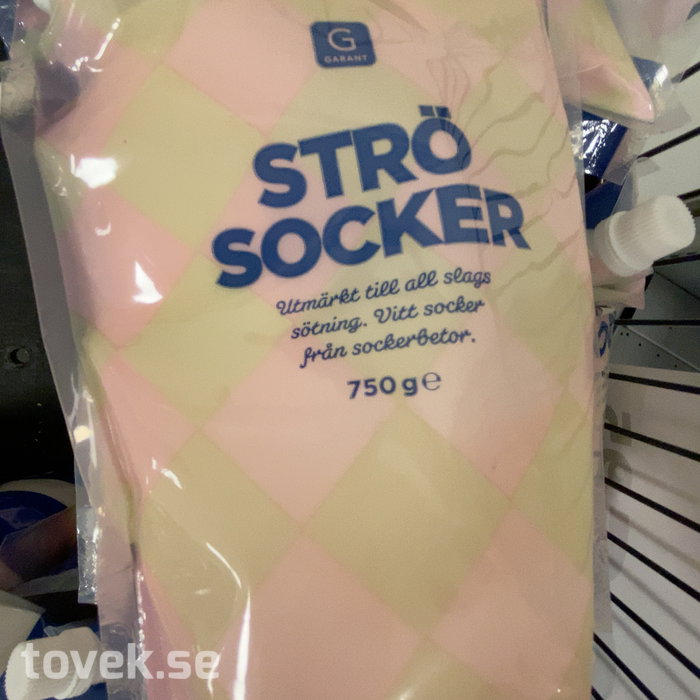 G
GARANT
STRÖ
SOCKER
Utmärkt till all slags
sötning. Vitt socker
från sockerbetor.
750 g e
tovek.se